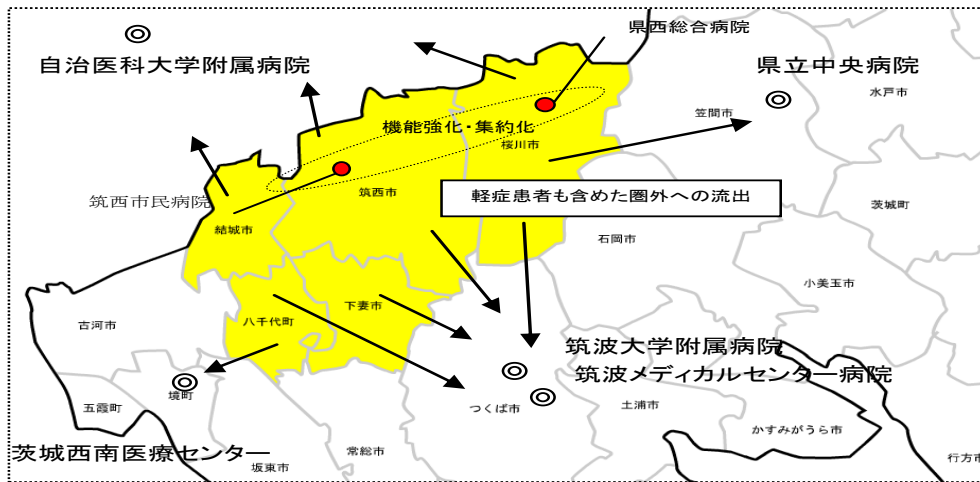 県西総合病院
自治医科大学附属病院
県立中央病院
水戸市
笠間市
機能強化・集約化
桜川市
筑西市民病院
筑西市
軽症患者も含めた圏外への流出
茨城町
結城市
石岡市
小美玉市
古河市
八千代町
下妻市
筑波大学附属病院
筑波メディカルセンター病院
境町
五霞町
つくば市
土浦市
かすみがうら市
茨城西南医療センター
常総市
坂東市
行方市